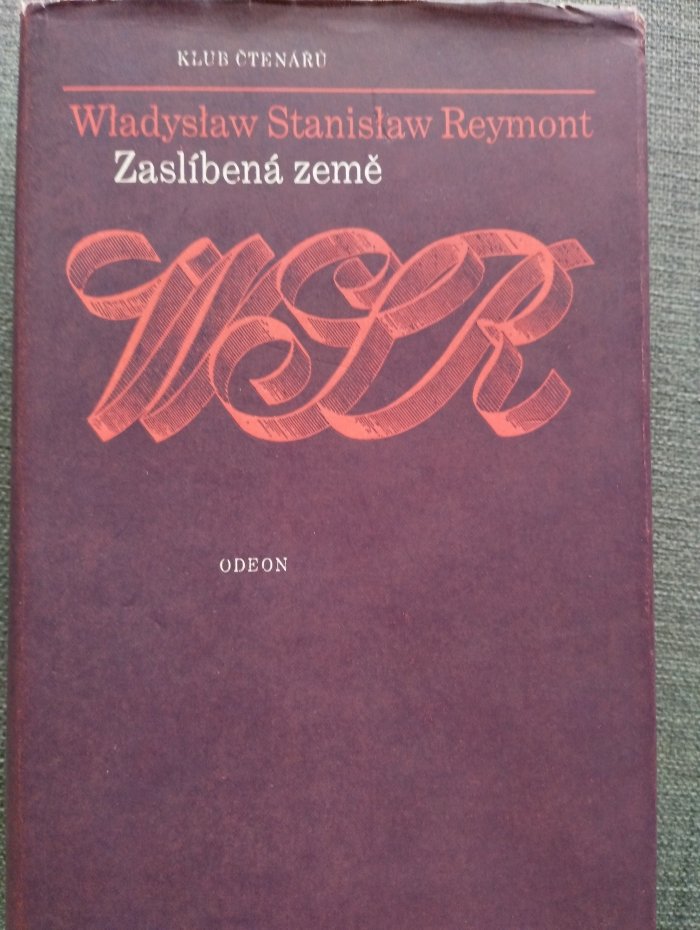 KLUB ČTENÁŘŮ
Władysław Stanisław Reymont
Zaslíbená země
WSR
ODEON